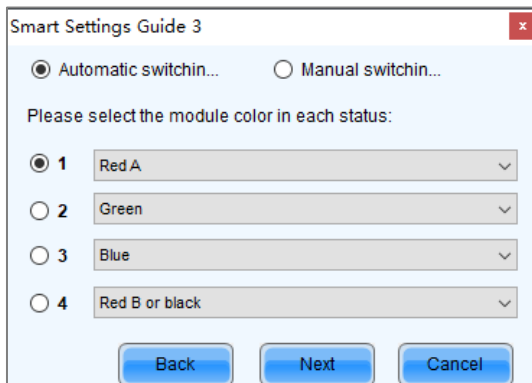 Smart Settings Guide 3
x
Automatic switchin... Manual switchin...
Please select the module color in each status:
1 Red A
2 Green
3 Blue
4 Red B or black
Back Next Cancel